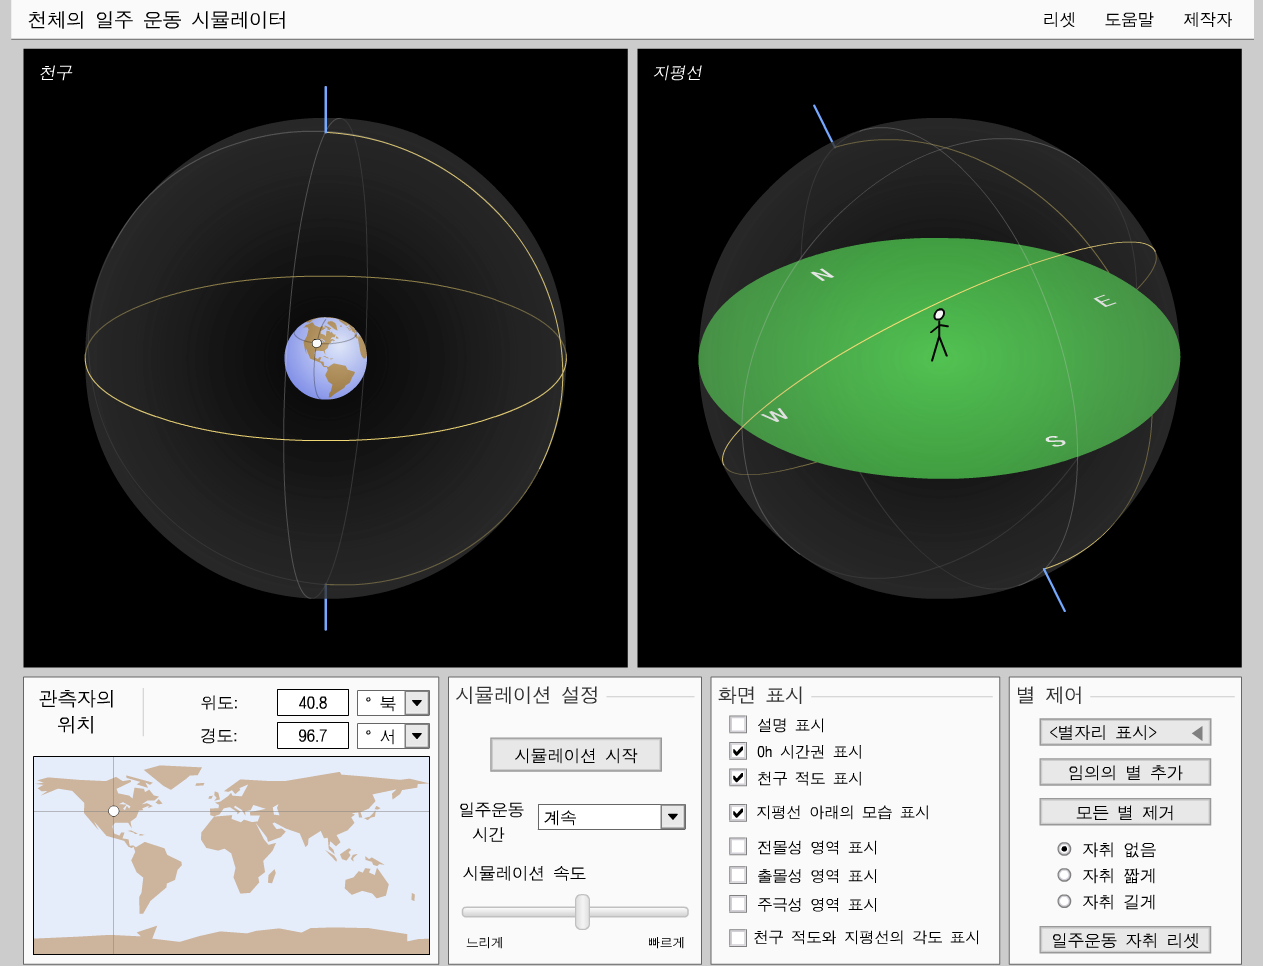 천체의 일주 운동 시뮬레이터
리셋 도움말 제작자
천구
지평선
N
E
W
S
관측자의
위치
위도: 40.8 ° 북
경도: 96.7 ° 서
시뮬레이션 설정
시뮬레이션 시작
일주운동
시간
계속
시뮬레이션 속도
느리게 빠르게
화면 표시
설명 표시
0h 시간권 표시
천구 적도 표시
지평선 아래의 모습 표시
전몰성 영역 표시
출몰성 영역 표시
주극성 영역 표시
천구 적도와 지평선의 각도 표시
별 제어
<별자리 표시>
임의의 별 추가
모든 별 제거
자취 없음
자취 짧게
자취 길게
일주운동 자취 리셋